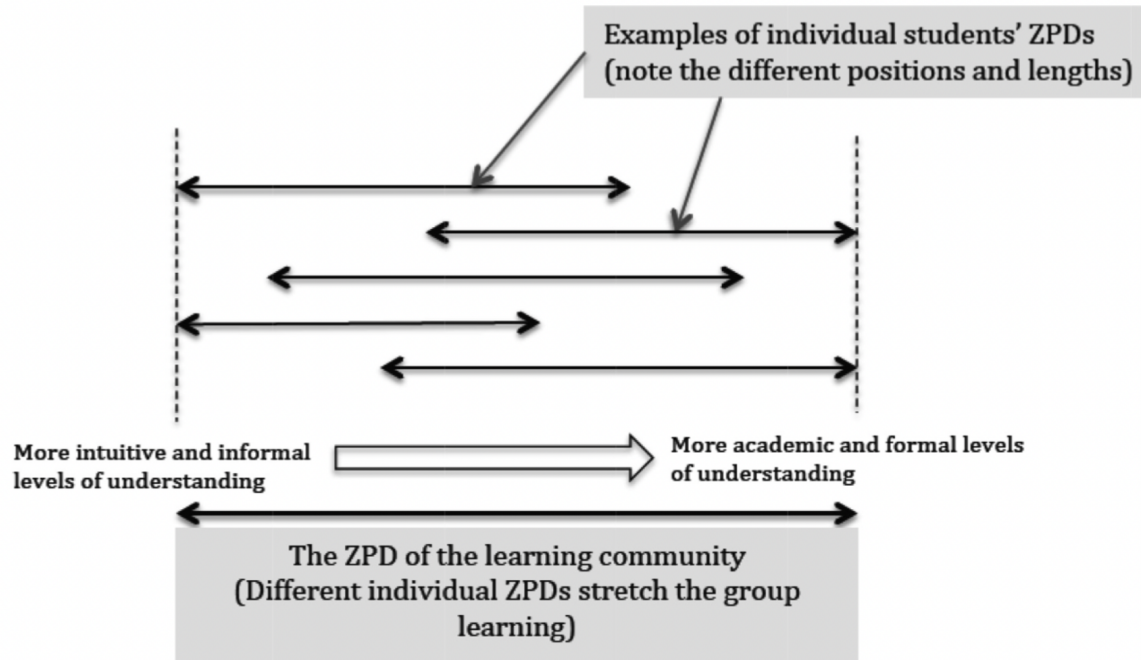 Examples of individual students’ ZPDs
(note the different positions and lengths)
More intuitive and informal
levels of understanding
More academic and formal levels
of understanding
The ZPD of the learning community
(Different individual ZPDs stretch the group
learning)